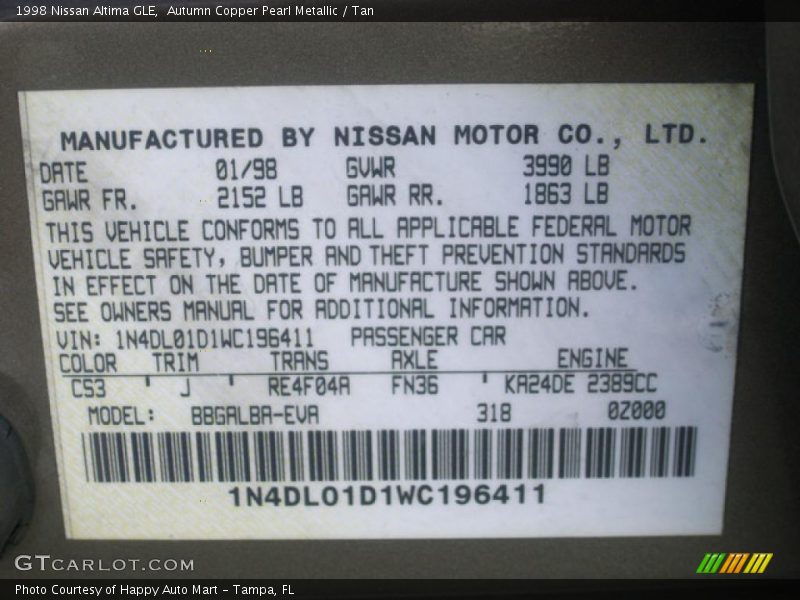 1998 Nissan Altima GLE,  Autumn Copper Pearl Metallic / Tan
MANUFACTURED BY NISSAN MOTOR CO., LTD.
DATE 01/98 GVWR 3990 LB
GAWR FR. 2152 LB GAWR RR. 1863 LB
THIS VEHICLE CONFORMS TO ALL APPLICABLE FEDERAL MOTOR
VEHICLE SAFETY, BUMPER AND THEFT PREVENTION STANDARDS
IN EFFECT ON THE DATE OF MANUFACTURE SHOWN ABOVE.
SEE OWNERS MANUAL FOR ADDITIONAL INFORMATION.
VIN: 1N4DL01D1WC196411 PASSENGER CAR
COLOR TRIM TRANS AXLE ENGINE
CS3 ' J ' RE4F04A FN36 ' KA24DE 2389CC
MODEL: BBGALBA-EVA 318 0Z000
1N4DL01D1WC196411
GTCARLOT.COM
Photo Courtesy of Happy Auto Mart - Tampa, FL